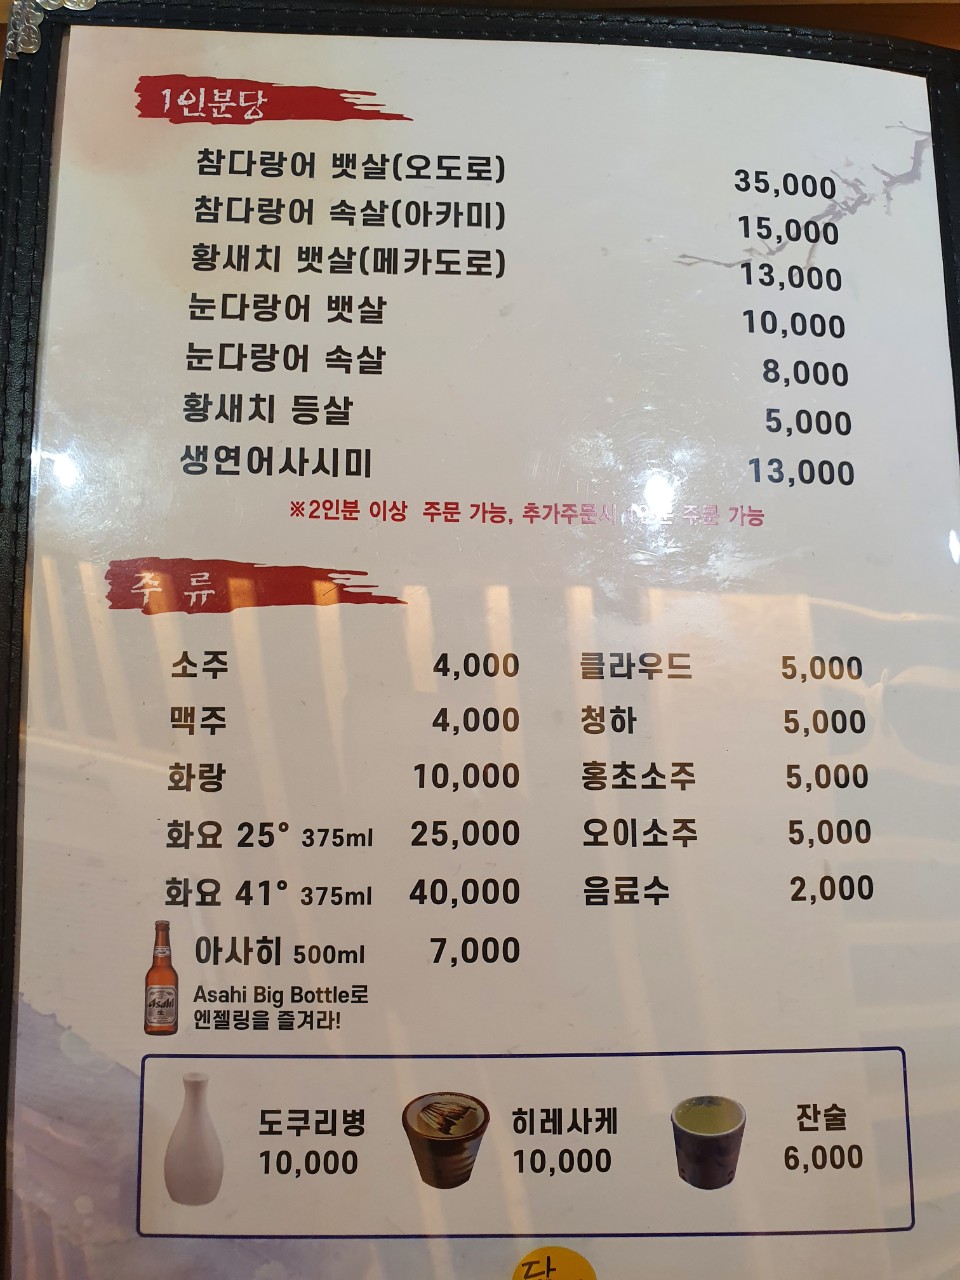 1인분당
참다랑어 뱃살(오도로) 35,000
참다랑어 속살(아카미) 15,000
황새치 뱃살(메카도로) 13,000
눈다랑어 뱃살 10,000
눈다랑어 속살 8,000
황새치 등살 5,000
생연어사시미 13,000
※2인분 이상 주문 가능, 추가주문시 주문 가능
주 류
소주 4,000 클라우드 5,000
맥주 4,000 청하 5,000
화랑 10,000 홍초소주 5,000
화요 25° 375ml 25,000 오이소주 5,000
화요 41° 375ml 40,000 음료수 2,000
아사히 500ml 7,000
Asahi Big Bottle로
엔젤링을 즐겨라!
Asahi
도쿠리병 히레사케 잔술
10,000 10,000 6,000